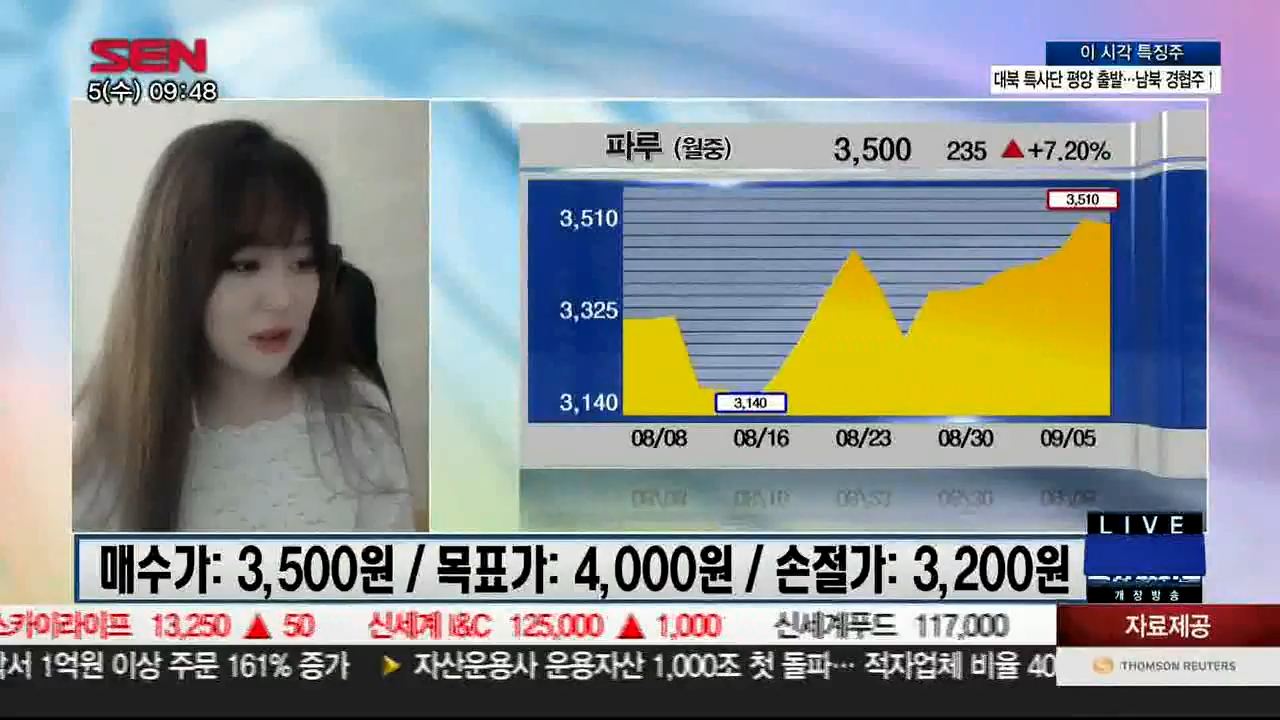 SEN
5(수) 09:48
이 시각 특징주
대북 특사단 평양 출발…남북 경협주↑
파루 (월중) 3,500 235 ▲+7.20%
3,510
3,510
3,325
3,140
3,140
08/08 08/16 08/23 08/30 09/05
LIVE
매수가: 3,500원 / 목표가: 4,000원 / 손절가: 3,200원
개장방송
스카이라이프 13,250 ▲ 50 신세계 I&C 125,000 ▲ 1,000 신세계푸드 117,000
자료제공
1억원 이상 주문 161% 증가 ▶ 자산운용사 운용자산 1,000조 첫 돌파… 적자업체 비율 40
THOMSON REUTERS